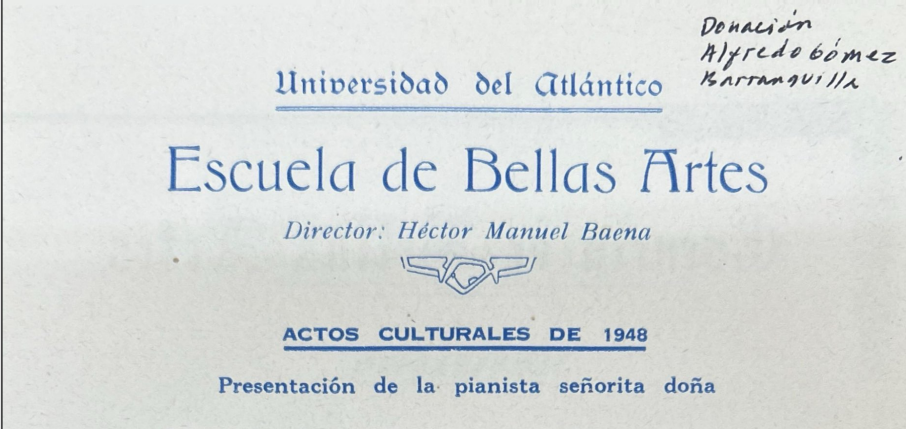 Donación
Alfredo Gómez
Barranquilla
Universidad del Atlántico
Escuela de Bellas Artes
Director: Héctor Manuel Baena
ACTOS CULTURALES DE 1948
Presentación de la pianista señorita doña